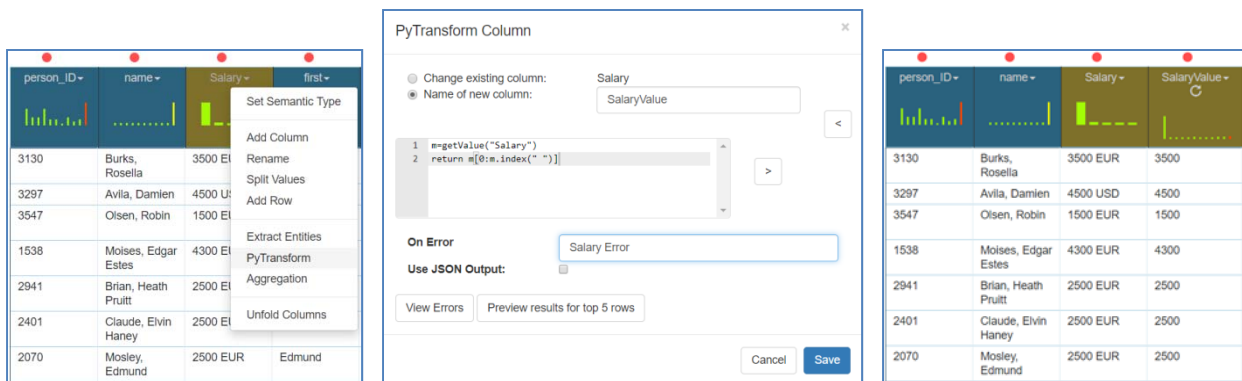 person_ID name Salary first
Set Semantic Type
Add Column
Rename
Split Values
Add Row
Extract Entities
PyTransform
Aggregation
Unfold Columns
3130 Burks, 3500
Rosella
3297 Avila, Damien 4500
3547 Olsen, Robin 1500
1538 Moises, Edgar 4300
Estes
2941 Brian, Heath 2500
Pruitt
2401 Claude, Elvin 2500
Haney
2070 Mosley, 2500 EUR Edmund
Edmund
PyTransform Column ×
Change existing column: Salary
Name of new column: SalaryValue
<
1 m=getValue("Salary")
2 return m[0:m.index(" ")]
>
On Error Salary Error
Use JSON Output:
View Errors Preview results for top 5 rows
Cancel Save
person_ID name Salary SalaryValue
3130 Burks, 3500 EUR 3500
Rosella
3297 Avila, Damien 4500 USD 4500
3547 Olsen, Robin 1500 EUR 1500
1538 Moises, Edgar 4300 EUR 4300
Estes
2941 Brian, Heath 2500 EUR 2500
Pruitt
2401 Claude, Elvin 2500 EUR 2500
Haney
2070 Mosley, 2500 EUR 2500
Edmund